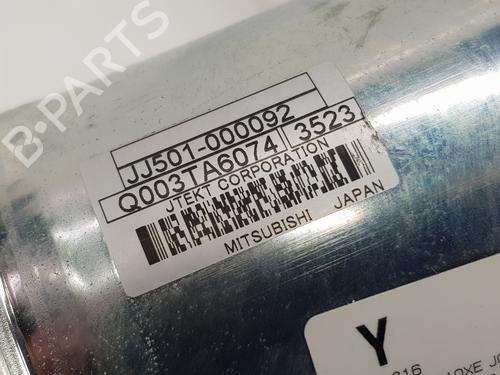 JJ501-000092
Q003TA6074 3523
JTEKT CORPORATION
MITSUBISHI JAPAN
B-PARTS
Y